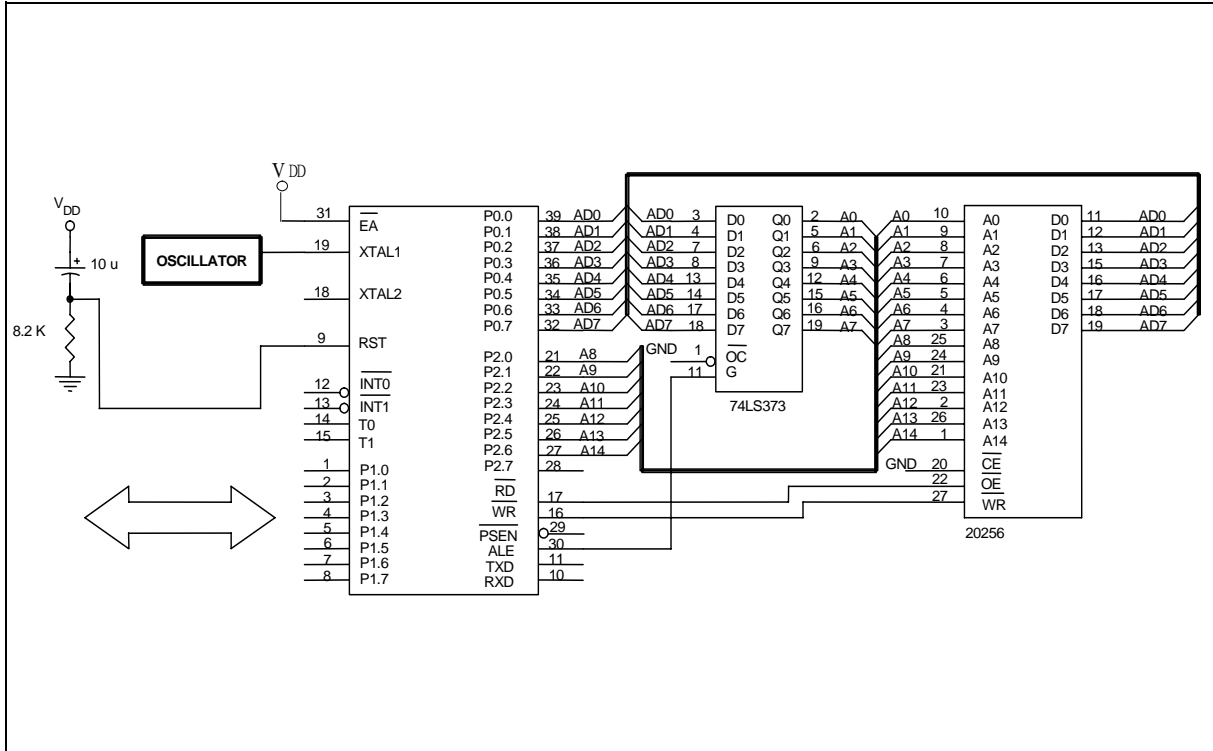 V DD
V DD
10 u
8.2 K
OSCILLATOR
31 EA
19 XTAL1
18 XTAL2
9 RST
12 INT0
13 INT1
14 T0
15 T1
1 P1.0
2 P1.1
3 P1.2
4 P1.3
5 P1.4
6 P1.5
7 P1.6
8 P1.7
P0.0 39 AD0
P0.1 38 AD1
P0.2 37 AD2
P0.3 36 AD3
P0.4 35 AD4
P0.5 34 AD5
P0.6 33 AD6
P0.7 32 AD7
P2.0 21 A8
P2.1 22 A9
P2.2 23 A10
P2.3 24 A11
P2.4 25 A12
P2.5 26 A13
P2.6 27 A14
P2.7 28
RD 17
WR 16
PSEN 29
ALE 30
TXD 11
RXD 10
AD0 3 D0 Q0 2 A0
AD1 4 D1 Q1 5 A1
AD2 7 D2 Q2 6 A2
AD3 8 D3 Q3 9 A3
AD4 13 D4 Q4 12 A4
AD5 14 D5 Q5 15 A5
AD6 17 D6 Q6 16 A6
AD7 18 D7 Q7 19 A7
GND 1 OC
11 G
74LS373
A0 10 A0 D0 11 AD0
A1 9 A1 D1 12 AD1
A2 8 A2 D2 13 AD2
A3 7 A3 D3 15 AD3
A4 6 A4 D4 16 AD4
A5 5 A5 D5 17 AD5
A6 4 A6 D6 18 AD6
A7 3 A7 D7 19 AD7
A8 25 A8
A9 24 A9
A10 21 A10
A11 23 A11
A12 2 A12
A13 26 A13
A14 1 A14
GND 20 CE
22 OE
27 WR
20256